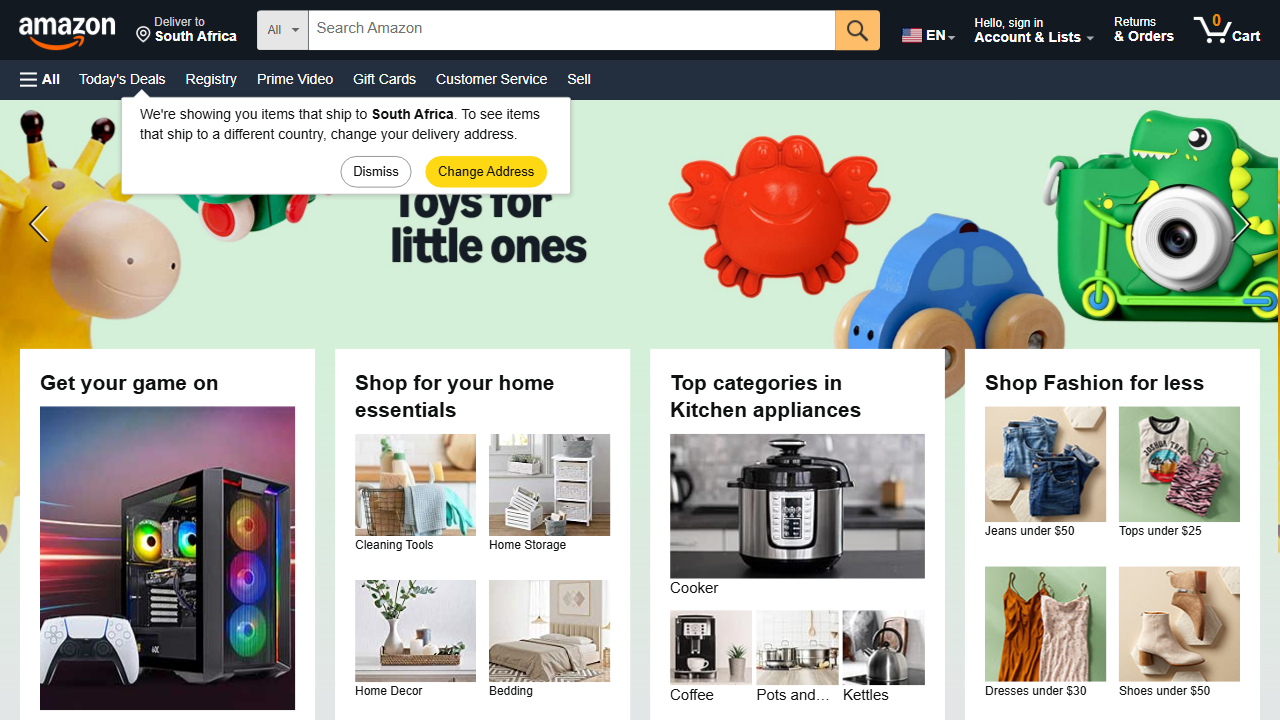 amazon
Deliver to
South Africa
All
Search Amazon
EN
Hello, sign in
Account & Lists
Returns
& Orders
0
Cart
All
Today's Deals
Registry
Prime Video
Gift Cards
Customer Service
Sell
We're showing you items that ship to South Africa. To see items
that ship to a different country, change your delivery address.
Dismiss
Change Address
Toys for
little ones
Get your game on
Shop for your home
essentials
Cleaning Tools
Home Storage
Home Decor
Bedding
Top categories in
Kitchen appliances
Cooker
Coffee
Pots and…
Kettles
Shop Fashion for less
Jeans under $50
Tops under $25
Dresses under $30
Shoes under $50